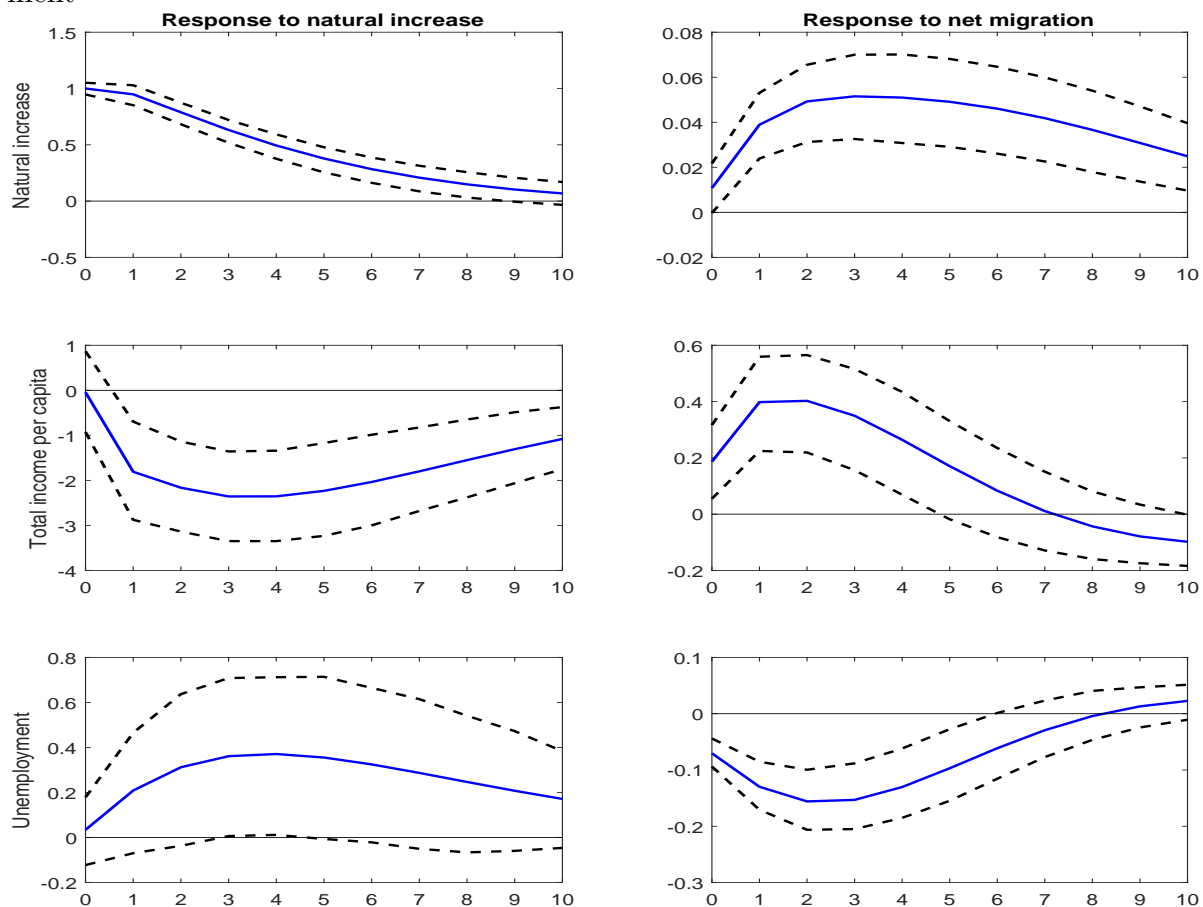 ment
Response to natural increase
Response to net migration
Natural increase
1.5
1
0.5
0
-0.5
0 1 2 3 4 5 6 7 8 9 10
0.08
0.06
0.04
0.02
0
-0.02
0 1 2 3 4 5 6 7 8 9 10
Total income per capita
1
0
-1
-2
-3
-4
0 1 2 3 4 5 6 7 8 9 10
0.6
0.4
0.2
0
-0.2
0 1 2 3 4 5 6 7 8 9 10
Unemployment
0.8
0.6
0.4
0.2
0
-0.2
0 1 2 3 4 5 6 7 8 9 10
0.1
0
-0.1
-0.2
-0.3
0 1 2 3 4 5 6 7 8 9 10